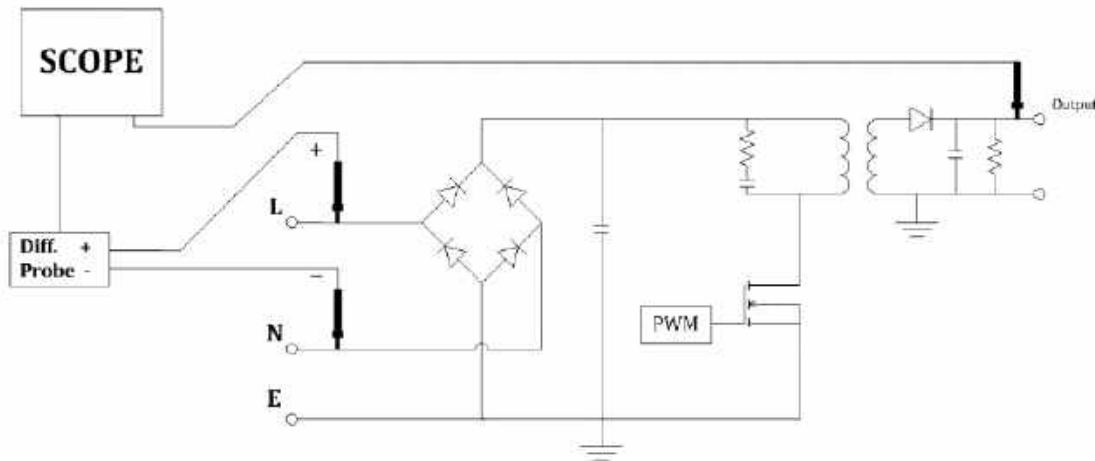 SCOPE
Output
+
L
Diff. +
Probe -
−
PWM
N
E